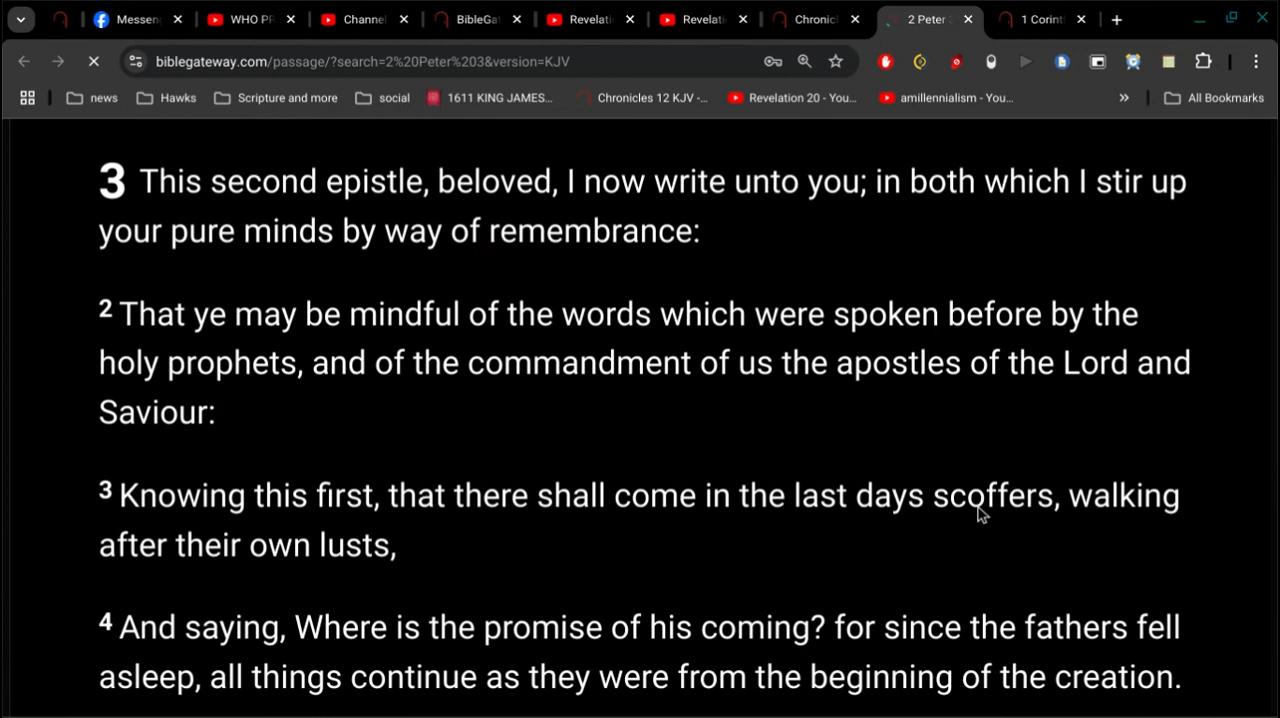 Messen
WHO PR
Channel
BibleGat
Revelati
Revelati
Chronicl
2 Peter
1 Corint
biblegateway.com/passage/?search=2%20Peter%203&version=KJV
news
Hawks
Scripture and more
social
1611 KING JAMES...
Chronicles 12 KJV -...
Revelation 20 - You...
amillennialism - You...
»
All Bookmarks
3 This second epistle, beloved, I now write unto you; in both which I stir up
your pure minds by way of remembrance:
2 That ye may be mindful of the words which were spoken before by the
holy prophets, and of the commandment of us the apostles of the Lord and
Saviour:
3 Knowing this first, that there shall come in the last days scoffers, walking
after their own lusts,
4 And saying, Where is the promise of his coming? for since the fathers fell
asleep, all things continue as they were from the beginning of the creation.